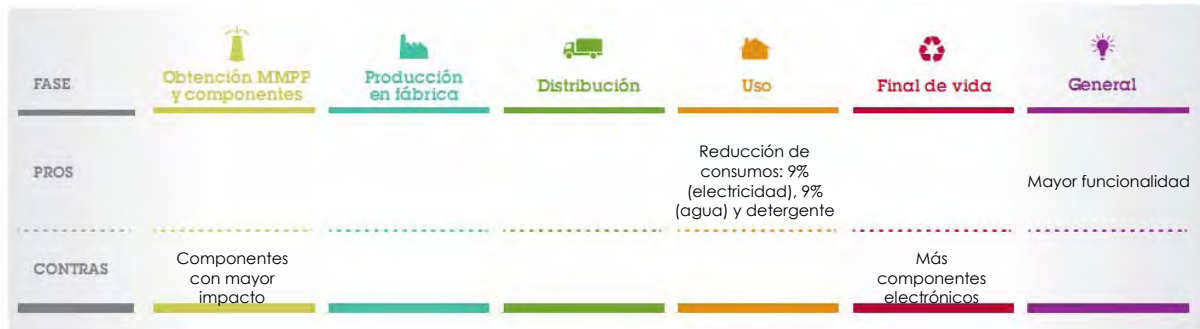 FASE
Obtención MMPP
y componentes
Producción
en fábrica
Distribución
Uso
Final de vida
General
PROS
Reducción de
consumos: 9%
(electricidad), 9%
(agua) y detergente
Mayor funcionalidad
CONTRAS
Componentes
con mayor
impacto
Más
componentes
electrónicos